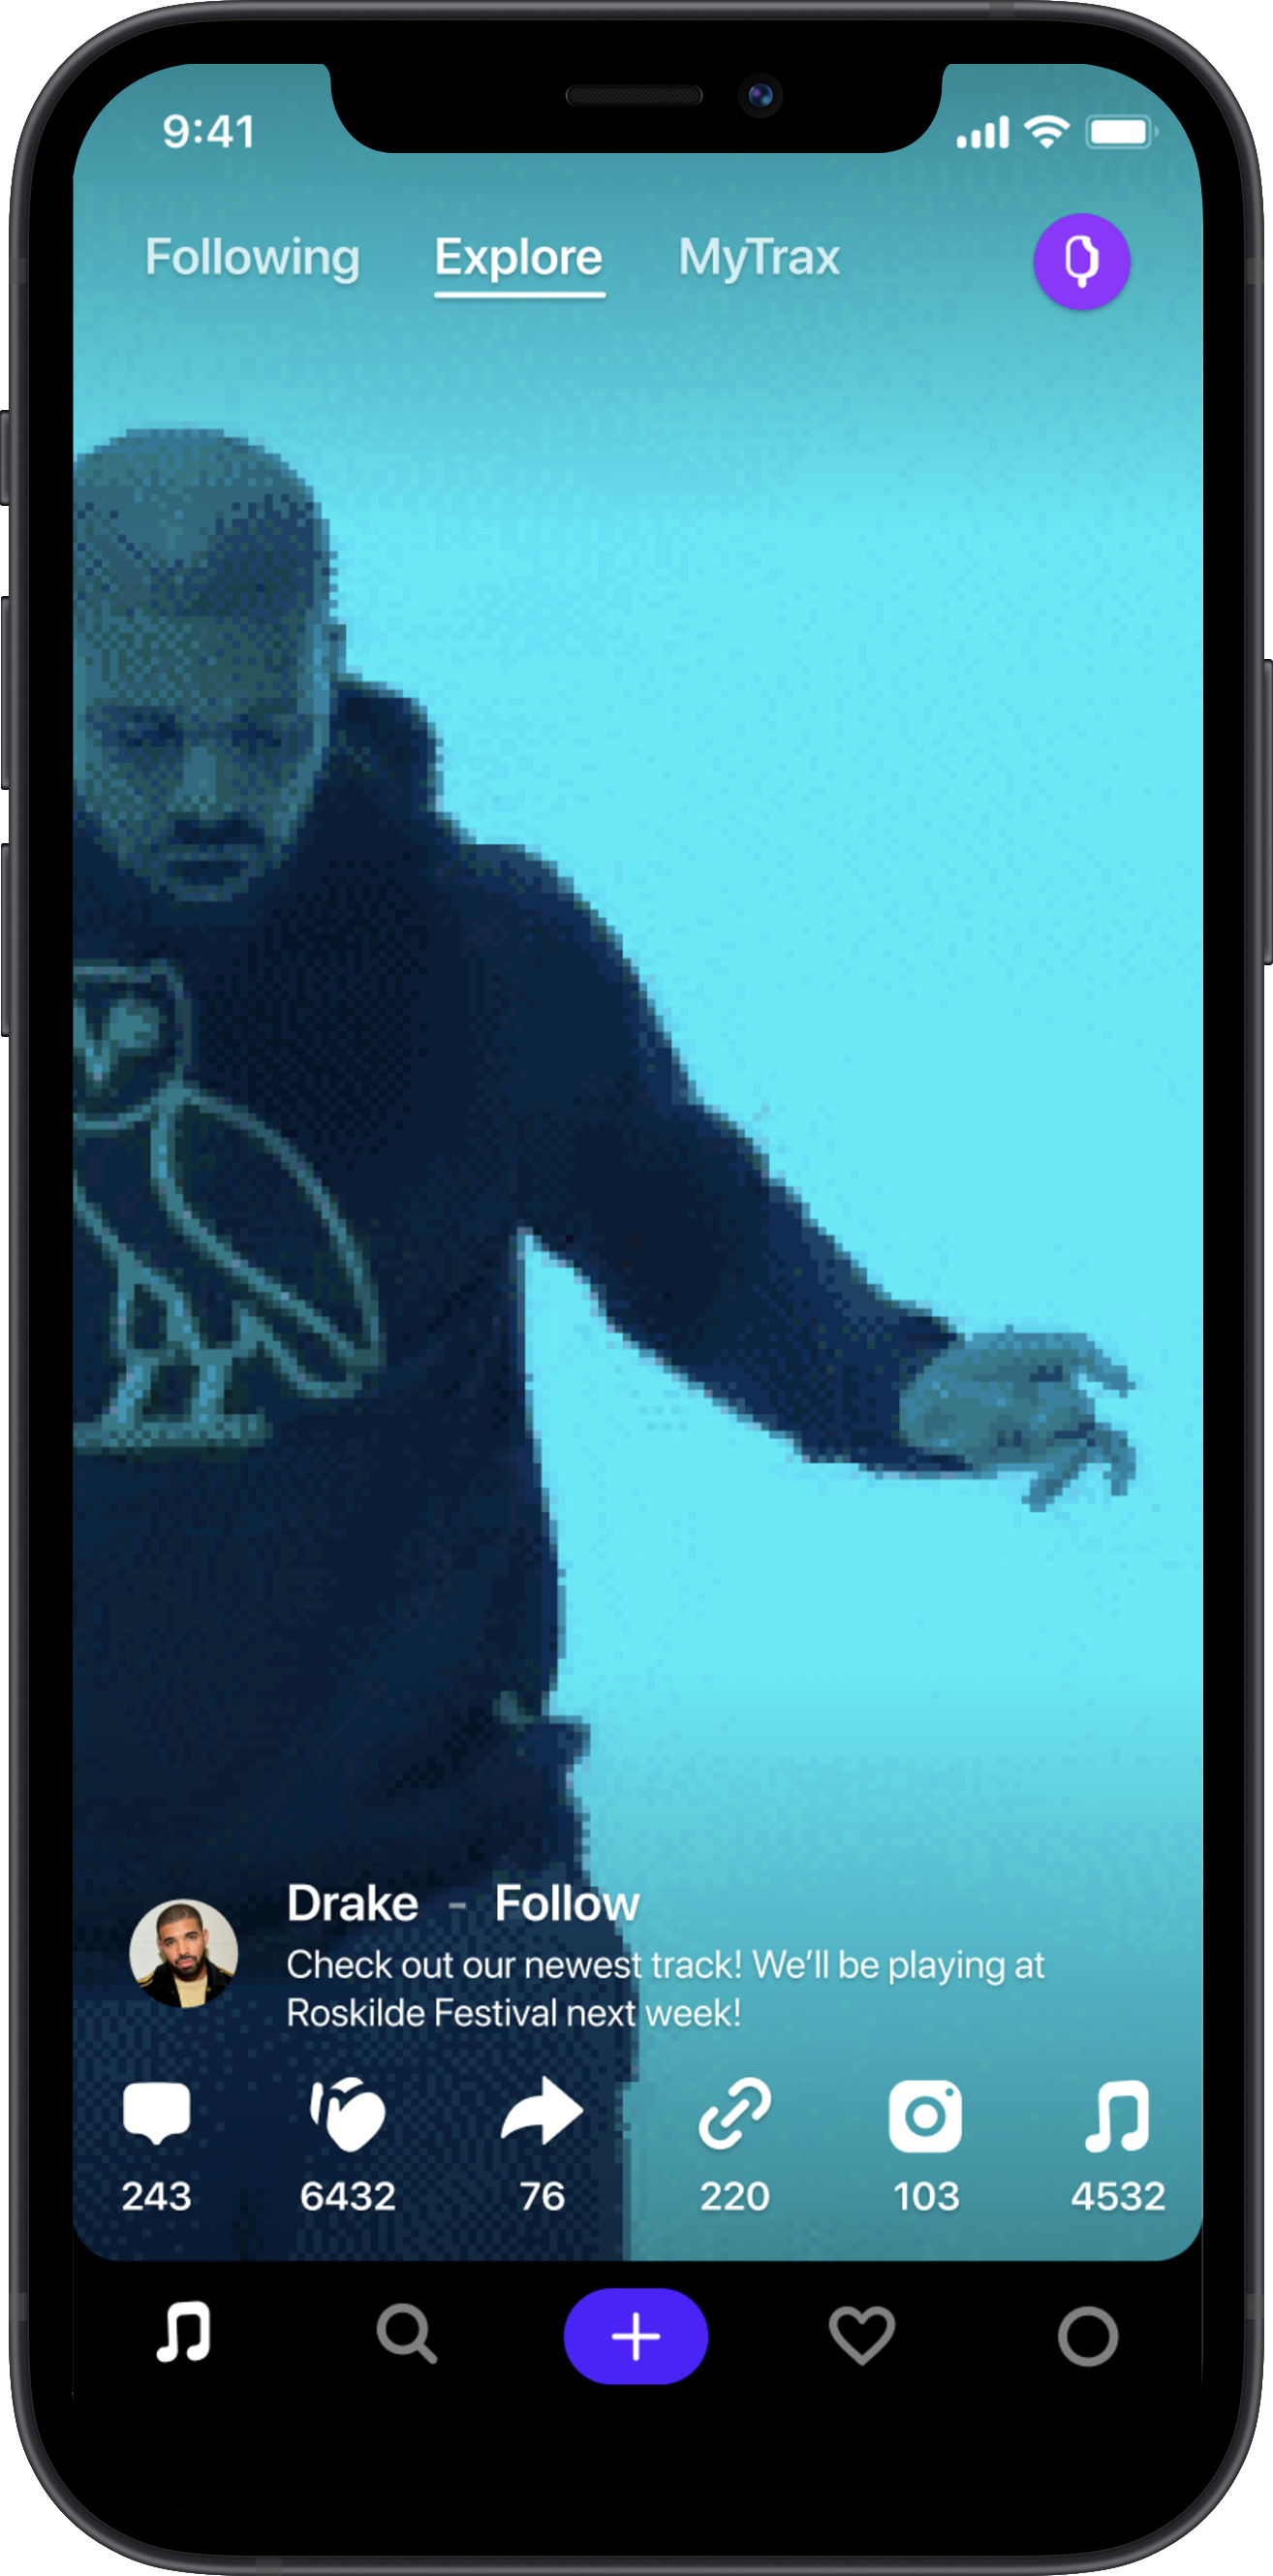 9:41
Following Explore MyTrax
Drake - Follow
Check out our newest track! We’ll be playing at
Roskilde Festival next week!
243 6432 76 220 103 4532